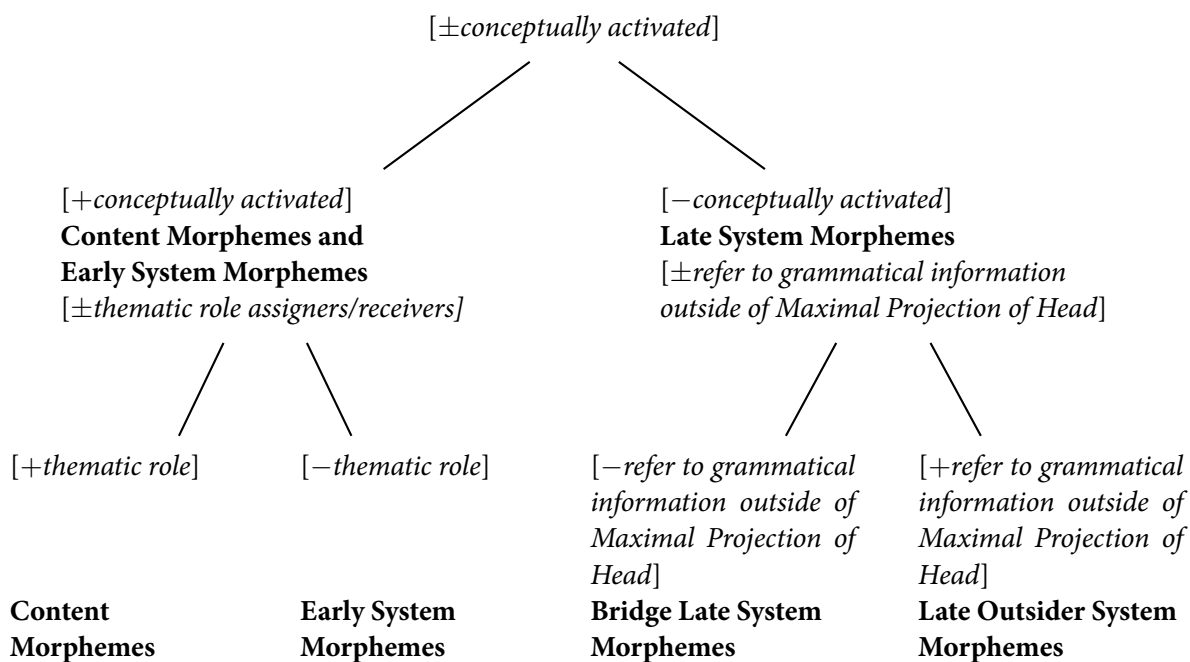 [±conceptually activated]
[+conceptually activated]
Content Morphemes and
Early System Morphemes
[±thematic role assigners/receivers]
[−conceptually activated]
Late System Morphemes
[±refer to grammatical information
outside of Maximal Projection of Head]
[+thematic role]
Content
Morphemes
[−thematic role]
Early System
Morphemes
[−refer to grammatical
information outside of
Maximal Projection of
Head]
Bridge Late System
Morphemes
[+refer to grammatical
information outside of
Maximal Projection of
Head]
Late Outsider System
Morphemes